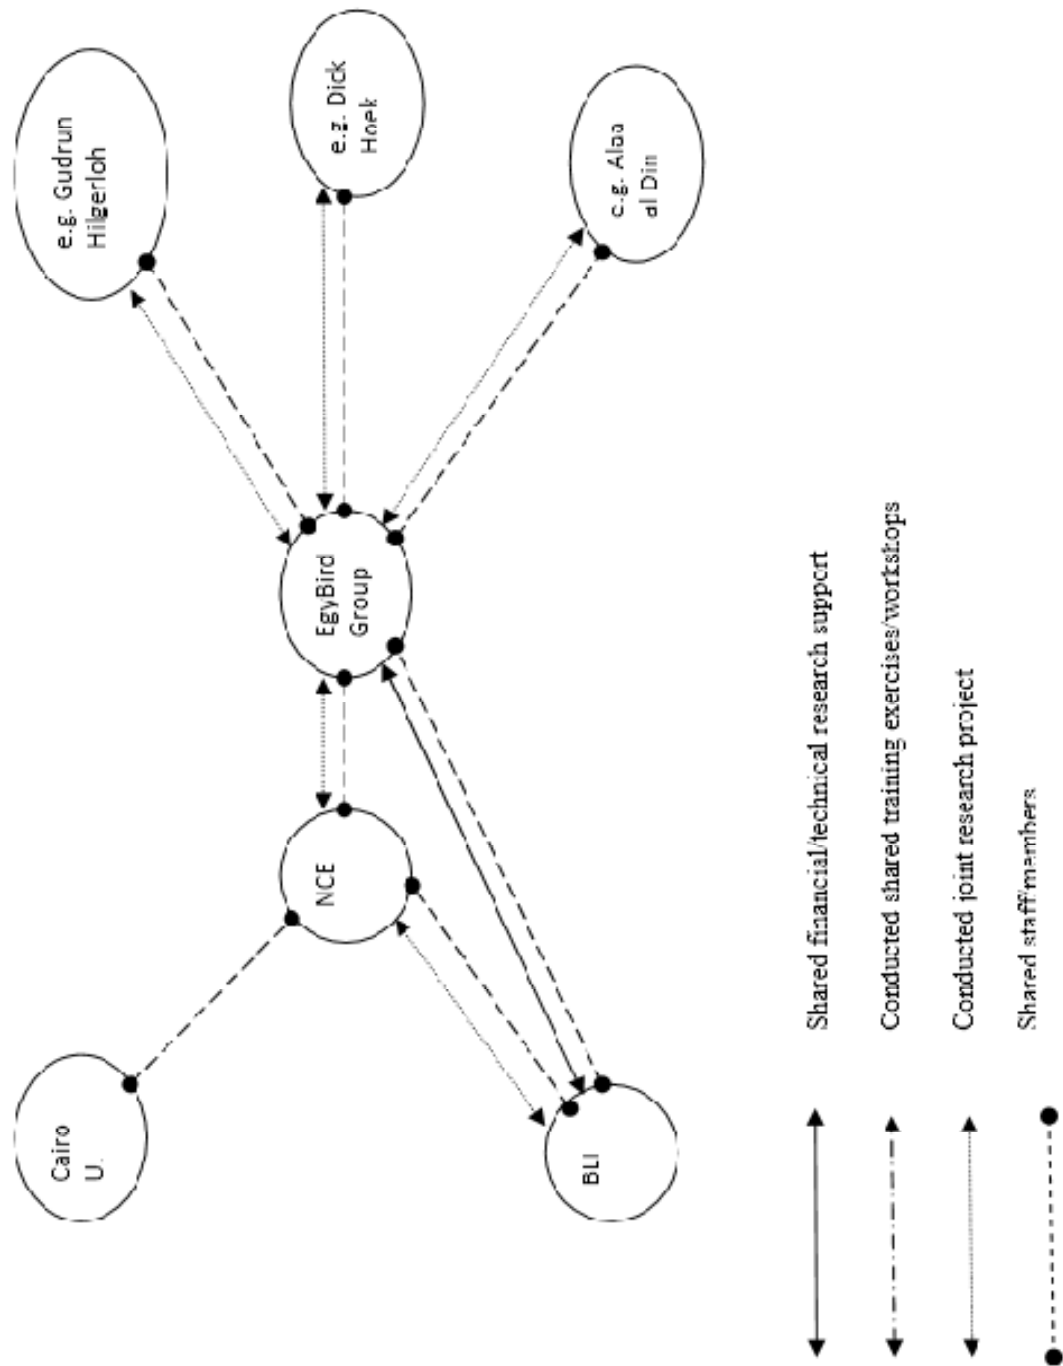 Cairo
U.
e.g. Gudrun
Hilgerloh
NCE
EgyBird
Group
e.g. Dick
Hoek
BLI
e.g. Alaa
al Din
Shared financial/technical research support
Conducted shared training exercises/workshops
Conducted joint research project
Shared staff/members